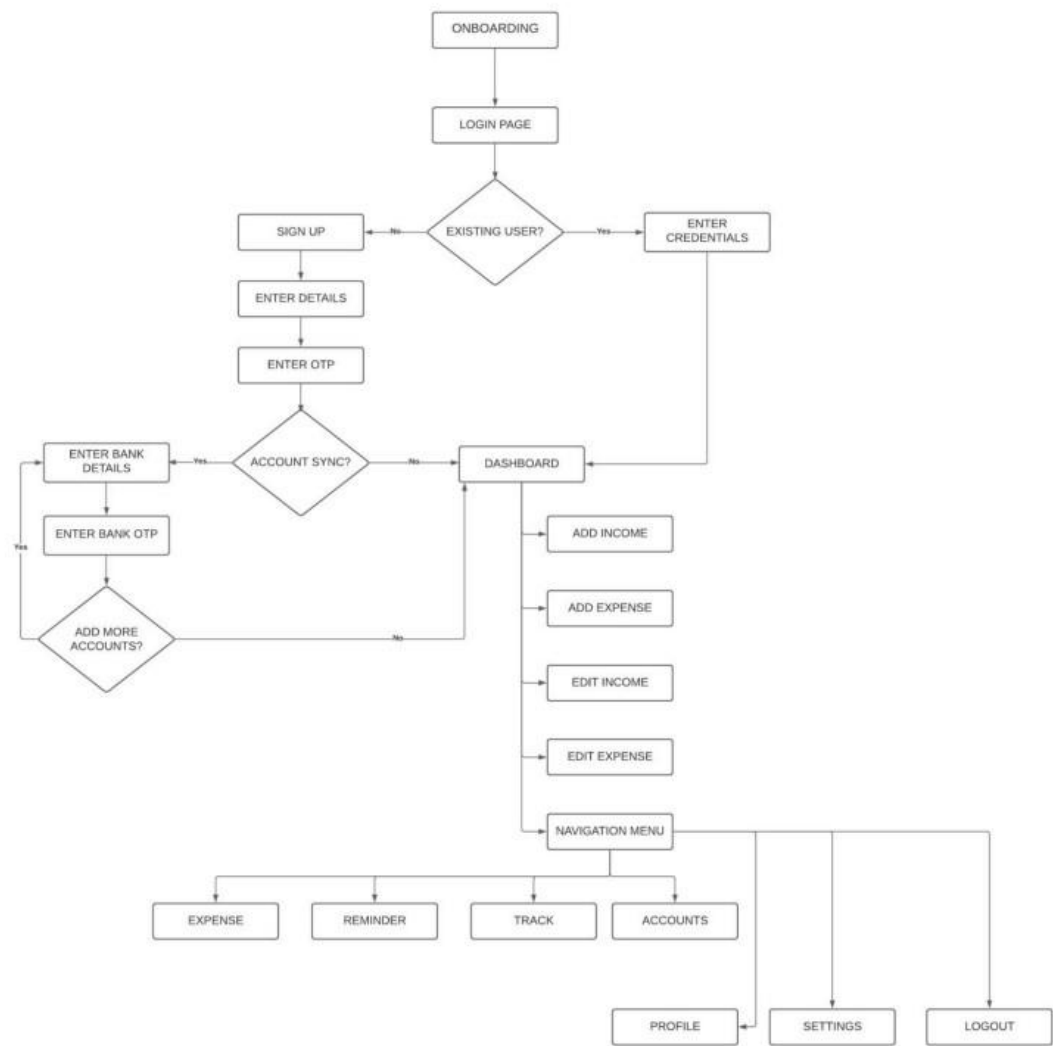 ONBOARDING
LOGIN PAGE
EXISTING USER?
No
Yes
SIGN UP
ENTER
CREDENTIALS
ENTER DETAILS
ENTER OTP
ACCOUNT SYNC?
Yes
No
ENTER BANK
DETAILS
DASHBOARD
ENTER BANK OTP
Yes
ADD MORE
ACCOUNTS?
No
ADD INCOME
ADD EXPENSE
EDIT INCOME
EDIT EXPENSE
NAVIGATION MENU
EXPENSE
REMINDER
TRACK
ACCOUNTS
PROFILE
SETTINGS
LOGOUT